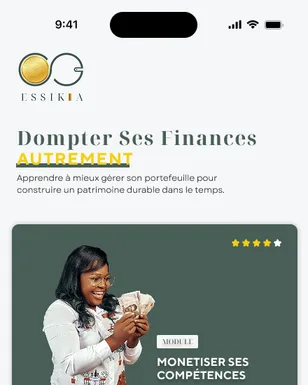 9:41
ESSIKIA
Dompter Ses Finances
AUTREMENT
Apprendre à mieux gérer son portefeuille pour
construire un patrimoine durable dans le temps.
MODULE
MONETISER SES
COMPÉTENCES